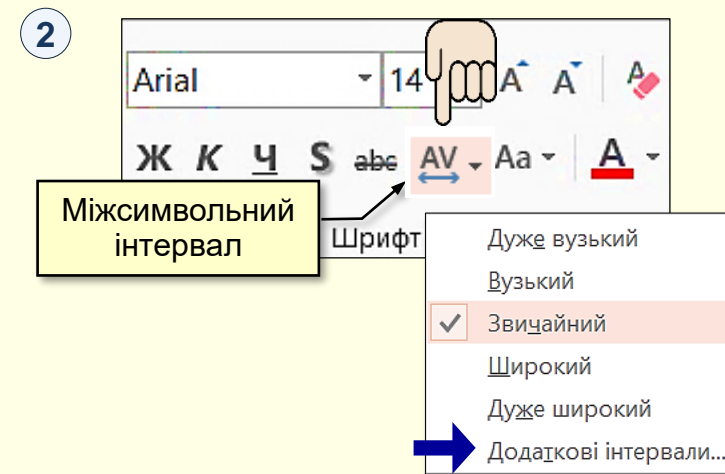 2
Arial 14 A A A
Ж К Ч S abc AV Aa A
Міжсимвольний
інтервал
Шрифт
Дуже вузький
Вузький
Звичайний
Широкий
Дуже широкий
Додаткові інтервали...